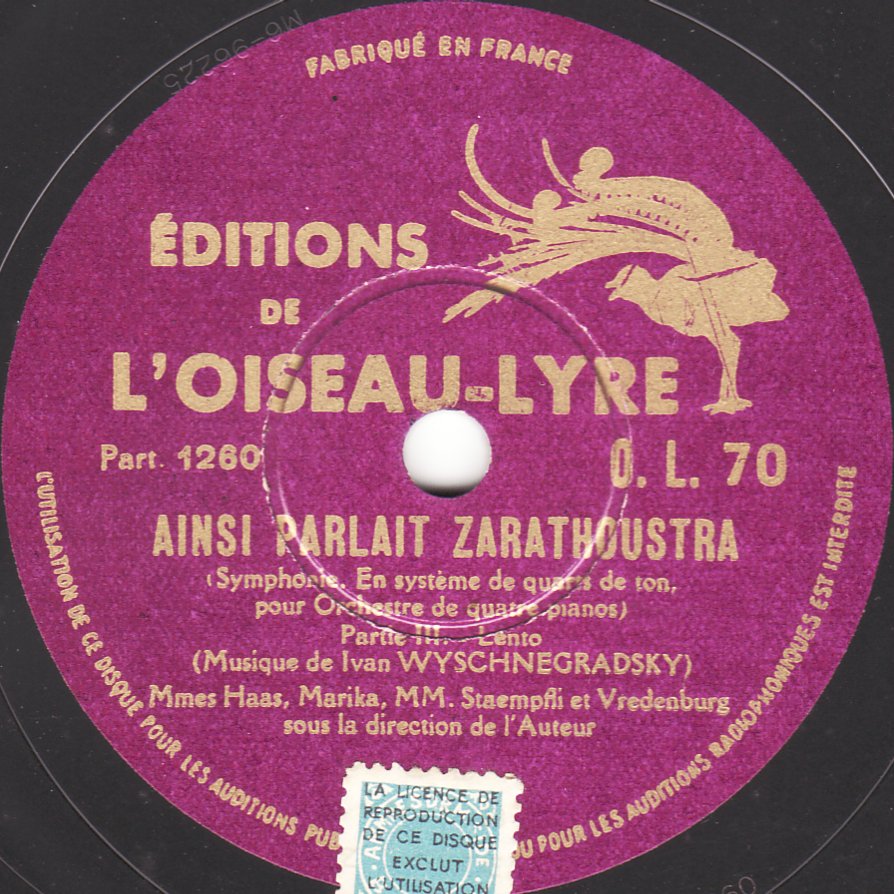 M6-96225
FABRIQUÉ EN FRANCE
ÉDITIONS
DE
L'OISEAU-LYRE
Part. 1260
O. L. 70
AINSI PARLAIT ZARATHOUSTRA
(Symphonie. En système de quarts de ton,
pour Orchestre de quatre pianos)
Partie III. - Lento
(Musique de Ivan WYSCHNEGRADSKY)
Mmes Haas, Marika, MM. Staempfli et Vredenburg
sous la direction de l'Auteur
L'UTILISATION DE CE DISQUE POUR LES AUDITIONS PUB
OU POUR LES AUDITIONS RADIOPHONIQUES EST INTERDITE
LA LICENCE DE
REPRODUCTION
DE CE DISQUE
EXCLUT
L'UTILISATION